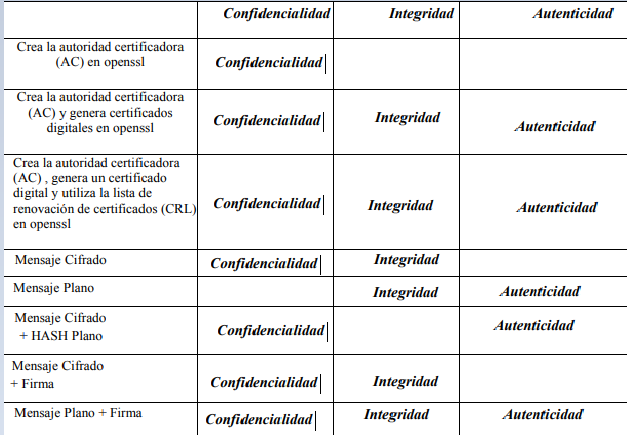 Confidencialidad Integridad Autenticidad
Crea la autoridad certificadora
(AC) en openssl
Confidencialidad
Crea la autoridad certificadora
(AC) y genera certificados
digitales en openssl
Confidencialidad Integridad Autenticidad
Crea la autoridad certificadora
(AC) , genera un certificado
digital y utiliza la lista de
renovación de certificados (CRL)
en openssl
Confidencialidad Integridad Autenticidad
Mensaje Cifrado Confidencialidad Integridad
Mensaje Plano Integridad Autenticidad
Mensaje Cifrado
+ HASH Plano
Confidencialidad Autenticidad
Mensaje Cifrado
+ Firma
Confidencialidad Integridad
Mensaje Plano + Firma Confidencialidad Integridad Autenticidad